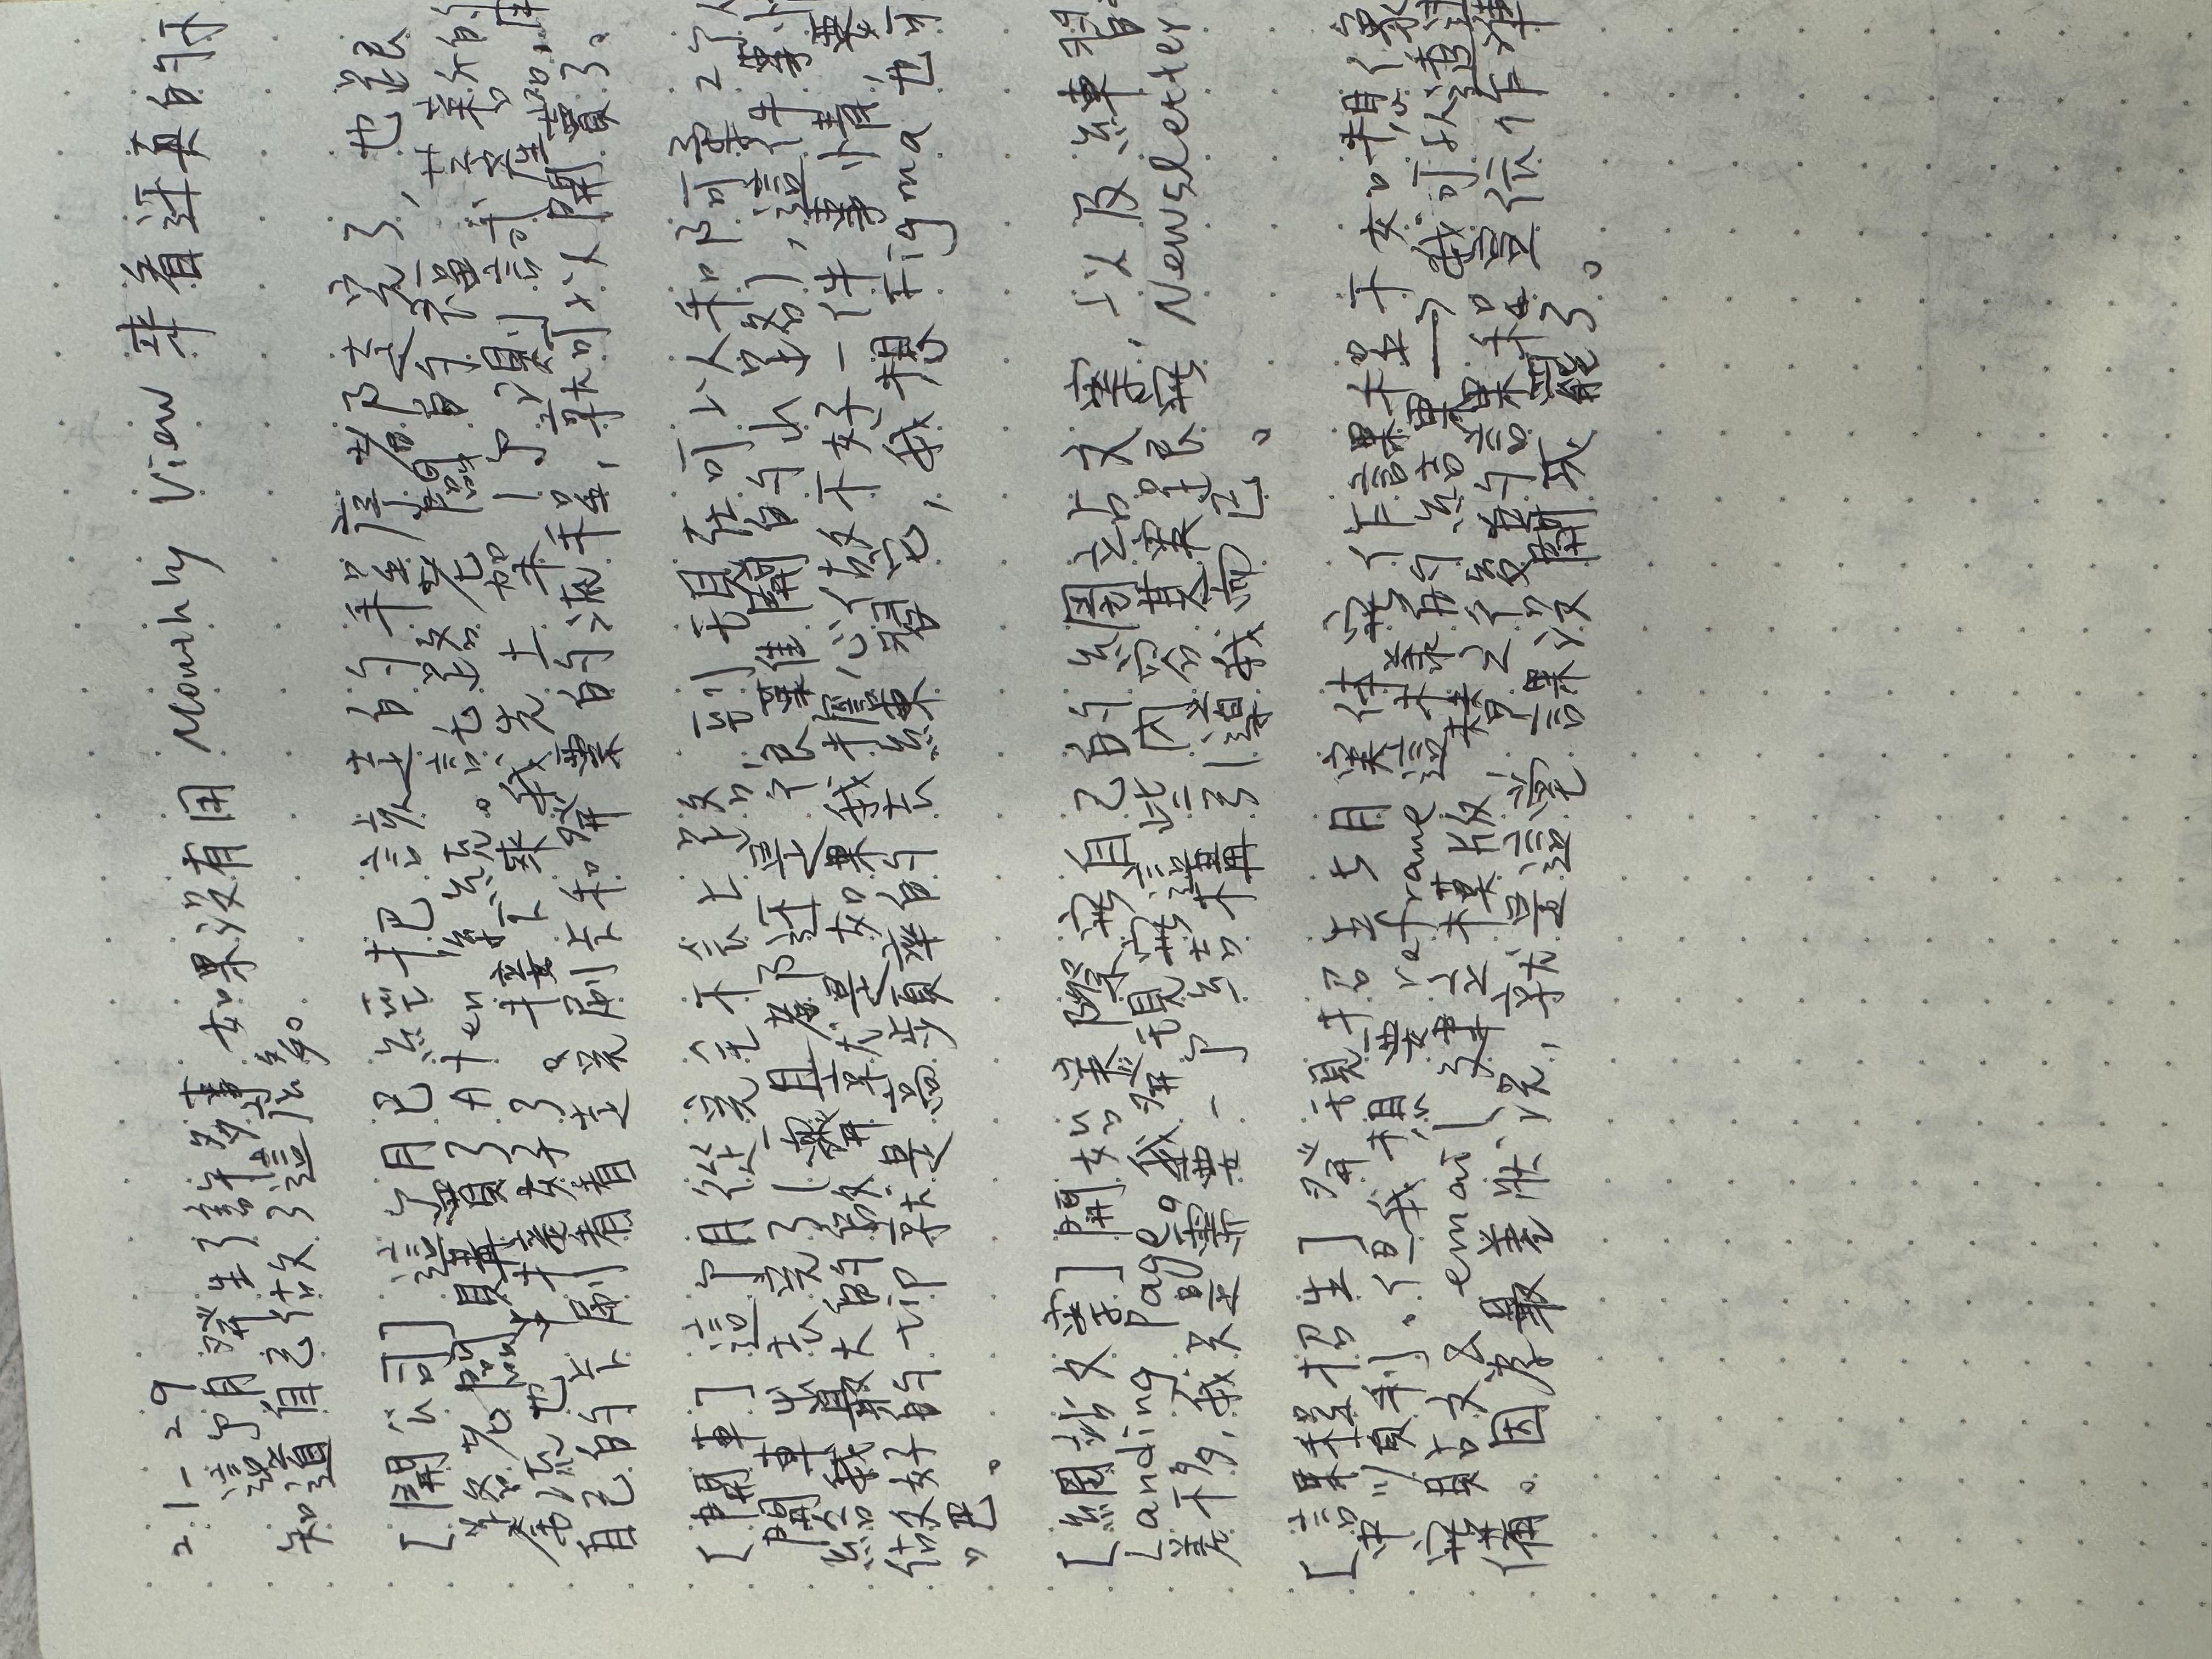 2.1-29
這個月發生了許多事,如果沒有用 Monthly View 來看还真的不
知道自己做了這麼多。
[開公司] 這個月已經把該走的程序都走完了, 也跟
路老闆購買了 Aten 系統。託路老闆的福, 藍新的
金流也串接好了。接下來我先上架1個測試產品, 用
自己的卡刷看看走完刷卡和發票的流程, 就可以開賣了。
[開車] 這個月從完全不会上路, 到現在可以和阿柔2個人
開車出去完了(而且都还是很難開的山路), 這件事情
給我最大的啟發就是如果我擔心做不好一件事情, 要
做好的 tip 就是高頻率的去練習它, 我想 Figma 也可
吧。
[網站文案] 開始實際寫自己的網站文案, 以及練習
Landing Page。我發現寫這些內容其實跟寫 Newsletter
差不多, 我只是需要一個結構引導我而已。
[課程招生] 發現招生5月実体寫作課程不如想像
中順利。但我想要 reframe 這樣的結果 → 我可以透過
寫貼文及 email 建立模版, 替之後的課程宣伝作準
備。因為最差狀況, 就是這堂課沒開成罷了。